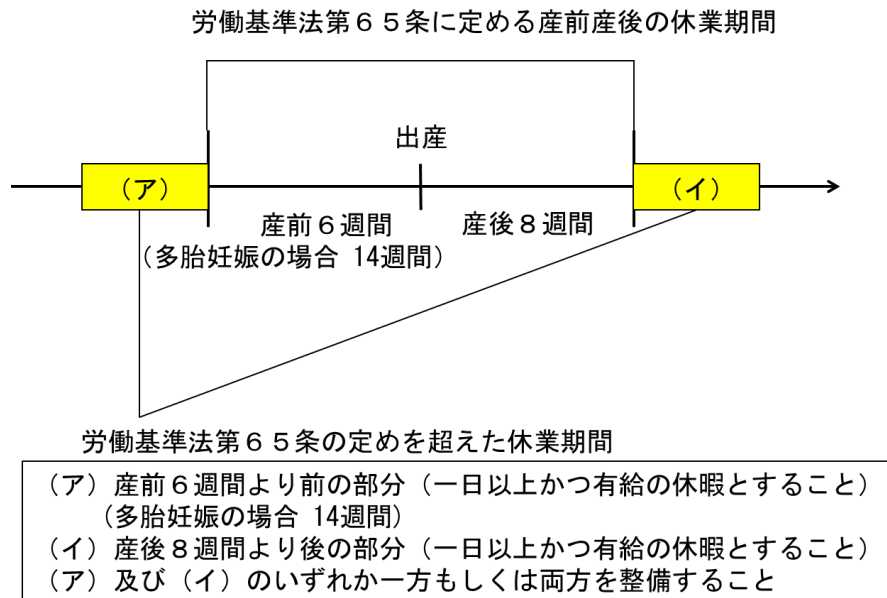 労働基準法第６５条に定める産前産後の休業期間
出産
（ア）
（イ）
産前６週間
産後８週間
（多胎妊娠の場合 14週間）
労働基準法第６５条の定めを超えた休業期間
（ア）産前６週間より前の部分（一日以上かつ有給の休暇とすること）
（多胎妊娠の場合 14週間）
（イ）産後８週間より後の部分（一日以上かつ有給の休暇とすること）
（ア）及び（イ）のいずれか一方もしくは両方を整備すること